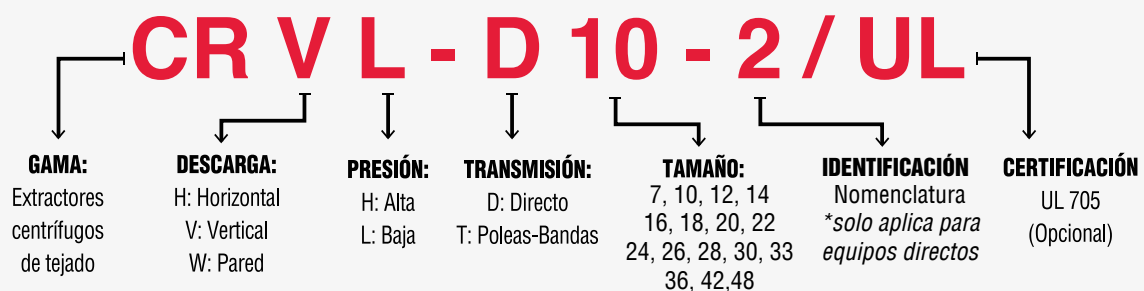 CR V L - D 10 - 2 / UL
GAMA:
Extractores
centrífugos
de tejado
DESCARGA:
H: Horizontal
V: Vertical
W: Pared
PRESIÓN:
H: Alta
L: Baja
TRANSMISIÓN:
D: Directo
T: Poleas-Bandas
TAMAÑO:
7, 10, 12, 14
16, 18, 20, 22
24, 26, 28, 30, 33
36, 42,48
IDENTIFICACIÓN
Nomenclatura
*solo aplica para
equipos directos
CERTIFICACIÓN
UL 705
(Opcional)